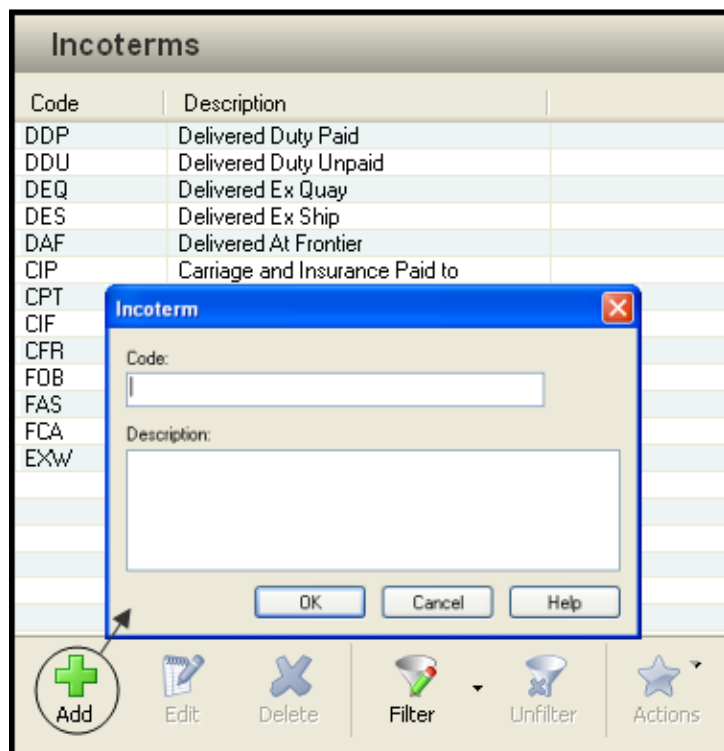 Incoterms
Code Description
DDP Delivered Duty Paid
DDU Delivered Duty Unpaid
DEQ Delivered Ex Quay
DES Delivered Ex Ship
DAF Delivered At Frontier
CIP Carriage and Insurance Paid to
CPT
CIF
CFR
FOB
FAS
FCA
EXW
Incoterm
Code:
Description:
OK Cancel Help
Add Edit Delete Filter Unfilter Actions